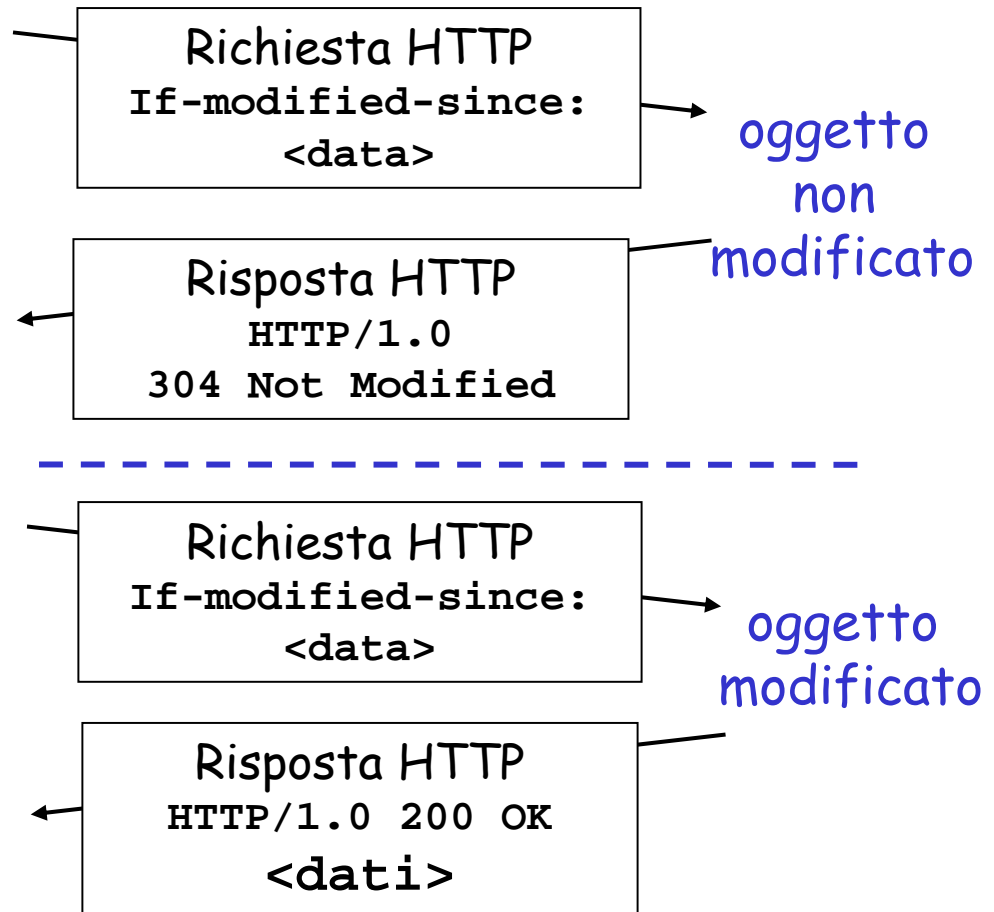 Richiesta HTTP
If-modified-since:
<data>
oggetto
non
modificato
Risposta HTTP
HTTP/1.0
304 Not Modified
Richiesta HTTP
If-modified-since:
<data>
oggetto
modificato
Risposta HTTP
HTTP/1.0 200 OK
<dati>